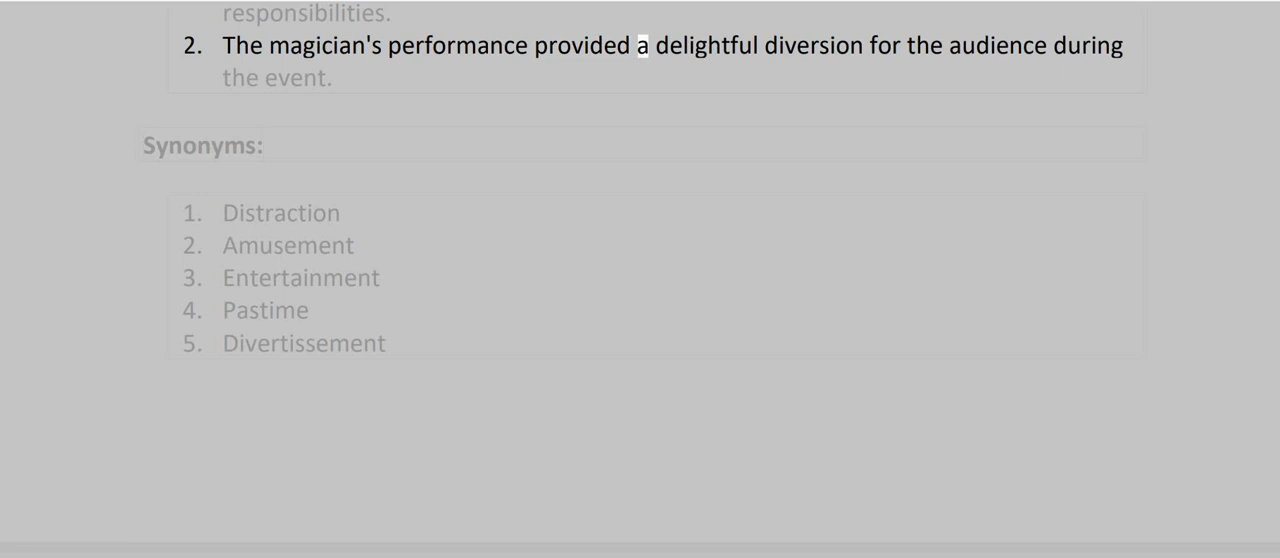 responsibilities.
2. The magician's performance provided a delightful diversion for the audience during
the event.
Synonyms:
1. Distraction
2. Amusement
3. Entertainment
4. Pastime
5. Divertissement